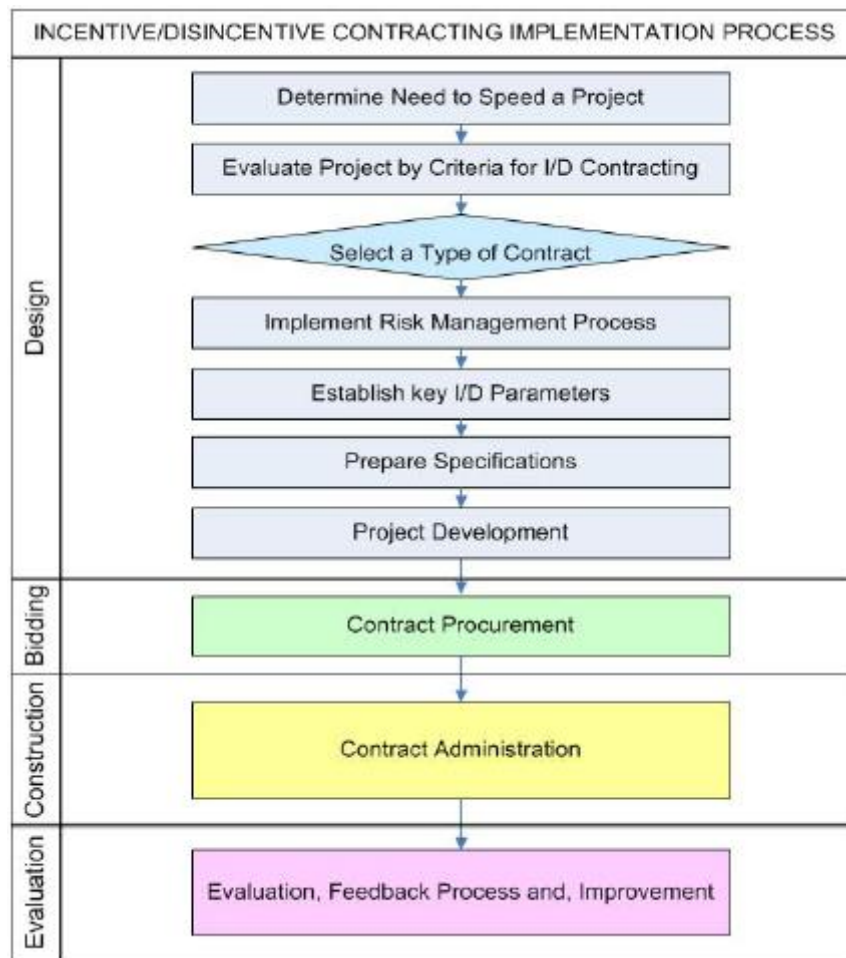 INCENTIVE/DISINCENTIVE CONTRACTING IMPLEMENTATION PROCESS
Design
Determine Need to Speed a Project
Evaluate Project by Criteria for I/D Contracting
Select a Type of Contract
Implement Risk Management Process
Establish key I/D Parameters
Prepare Specifications
Project Development
Bidding
Contract Procurement
Construction
Contract Administration
Evaluation
Evaluation, Feedback Process and, Improvement